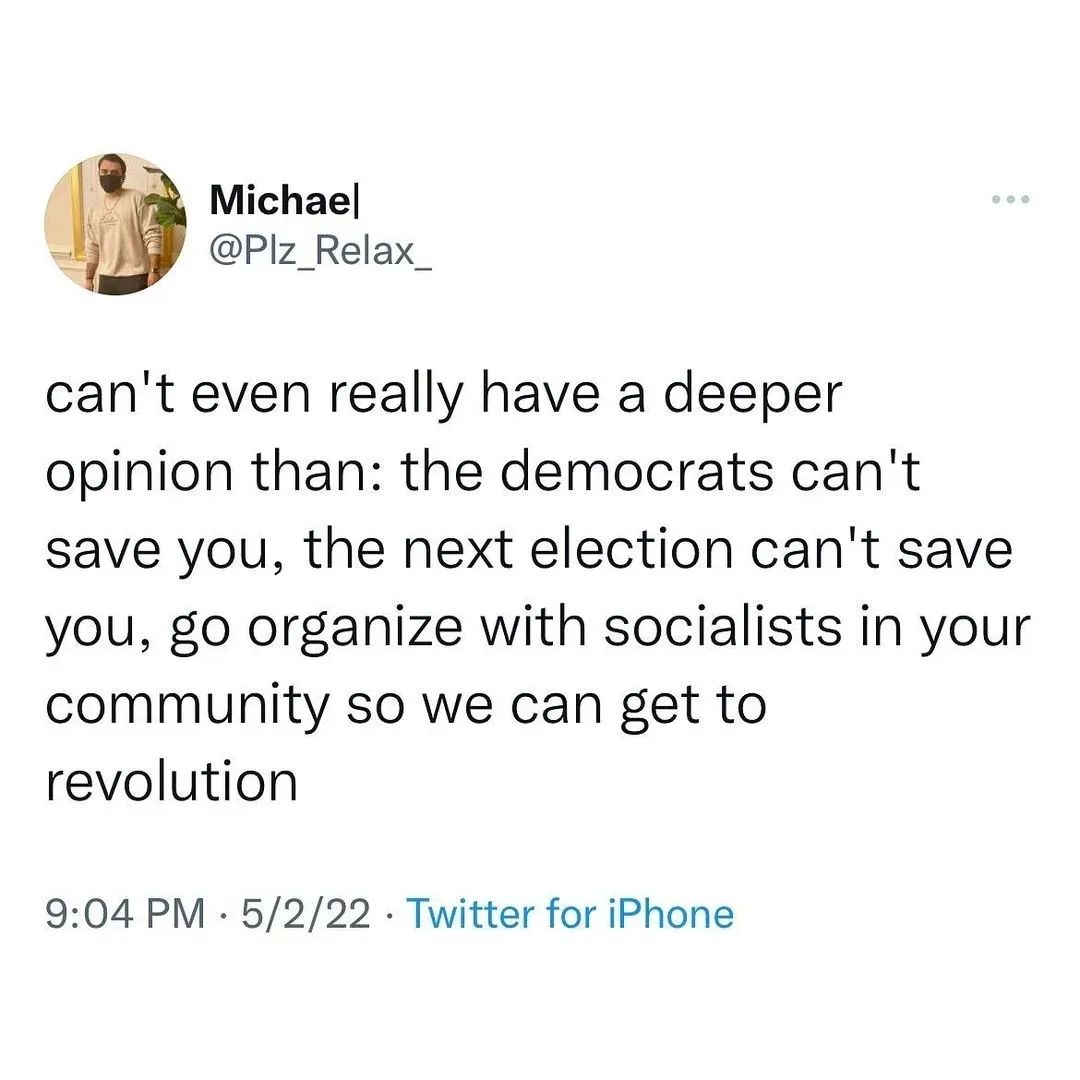 Michael
@Plz_Relax_
can't even really have a deeper
opinion than: the democrats can't
save you, the next election can't save
you, go organize with socialists in your
community so we can get to
revolution
9:04 PM · 5/2/22 · Twitter for iPhone